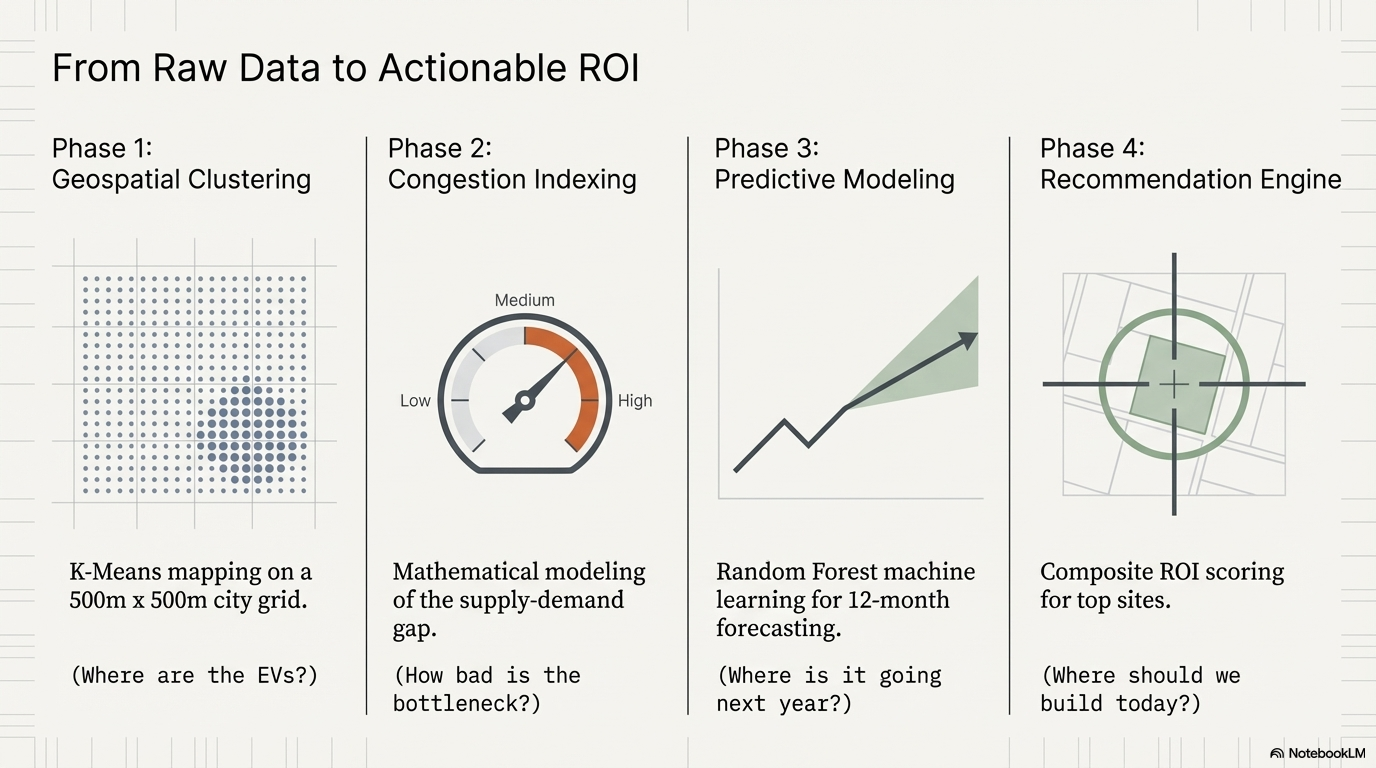 From Raw Data to Actionable ROI
Phase 1:
Geospatial Clustering
K-Means mapping on a
500m x 500m city grid.
(Where are the EVs?)
Phase 2:
Congestion Indexing
Medium
Low
High
Mathematical modeling
of the supply-demand
gap.
(How bad is the
bottleneck?)
Phase 3:
Predictive Modeling
Random Forest machine
learning for 12-month
forecasting.
(Where is it going
next year?)
Phase 4:
Recommendation Engine
Composite ROI scoring
for top sites.
(Where should we
build today?)
NotebookLM